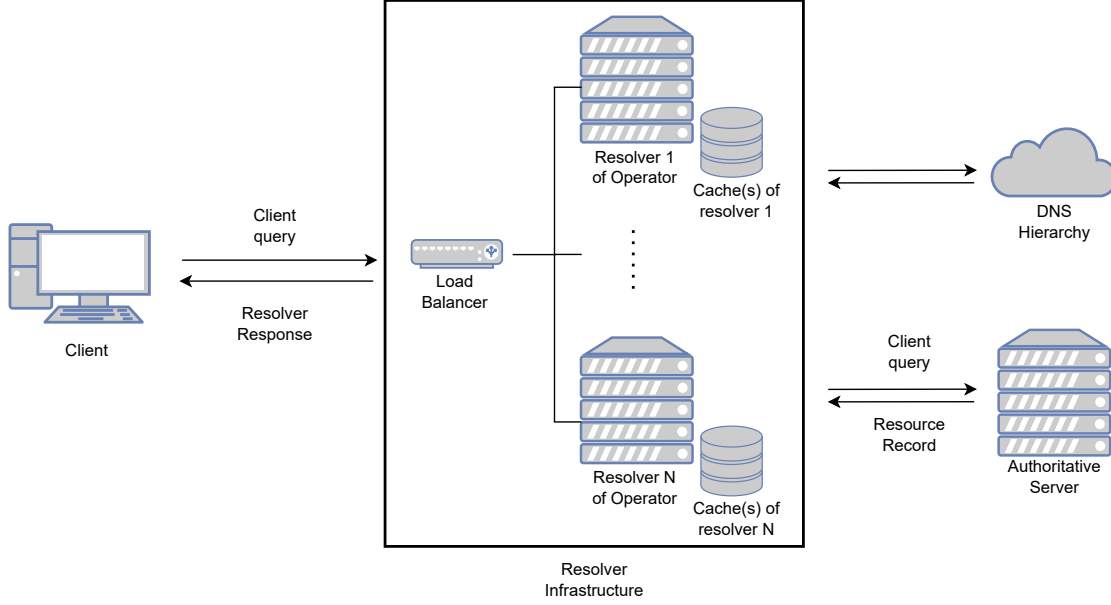 Resolver 1
of Operator
Cache(s) of
resolver 1
DNS
Hierarchy
Client
query
Load
Balancer
Resolver
Response
Client
Client
query
Resource
Record
Authoritative
Server
Resolver N
of Operator
Cache(s) of
resolver N
Resolver
Infrastructure